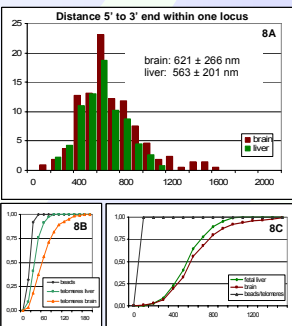 Distance 5' to 3' end within one locus
8A
25
20
15
10
5
0
brain: 621 ± 266 nm
liver: 563 ± 201 nm
brain
liver
0 400 800 1200 1600 2000
8B
1,00
0,75
0,50
0,25
0,00
beads
telomeres liver
telomeres brain
0 60 120 180
8C
1,00
0,75
0,50
0,25
0,00
fetal liver
brain
beads/telomeres
0 400 800 1200